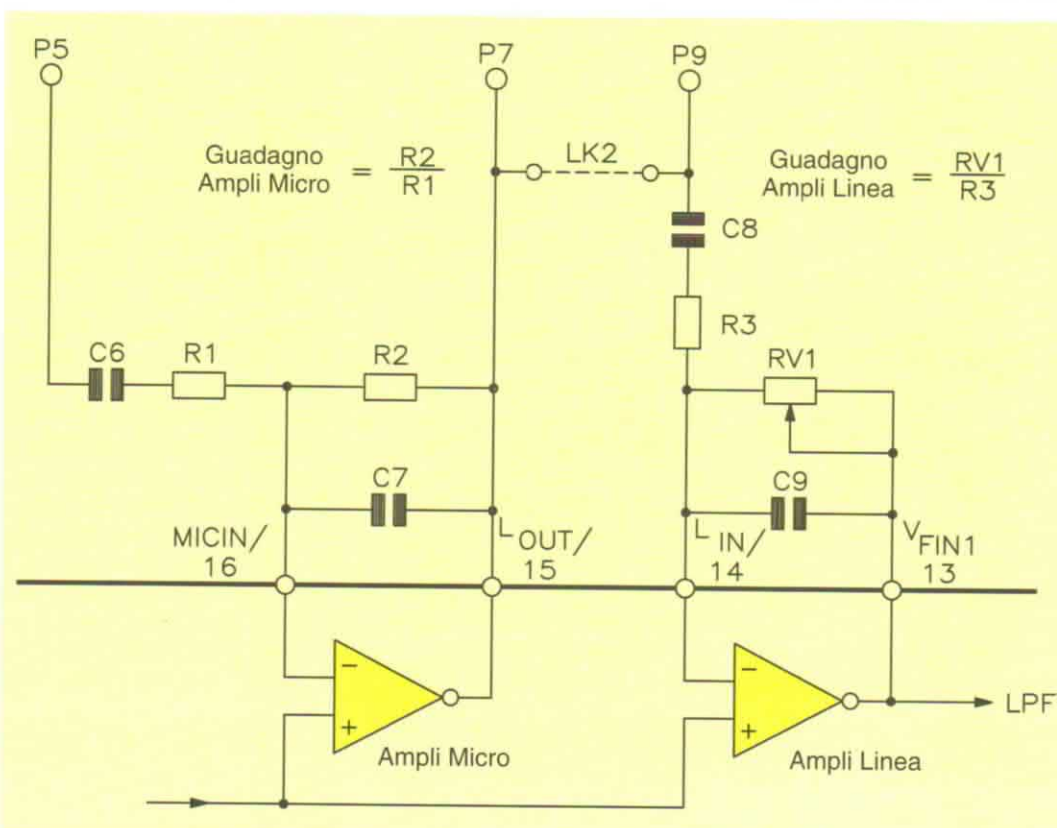 P5
P7
P9
Guadagno
Ampli Micro = R2
R1
LK2
Guadagno
Ampli Linea = RV1
R3
C8
R3
C6
R1
R2
RV1
C7
C9
MICIN/
16
LOUT/
15
LIN/
14
VFIN1
13
−
+
Ampli Micro
−
+
Ampli Linea
LPF